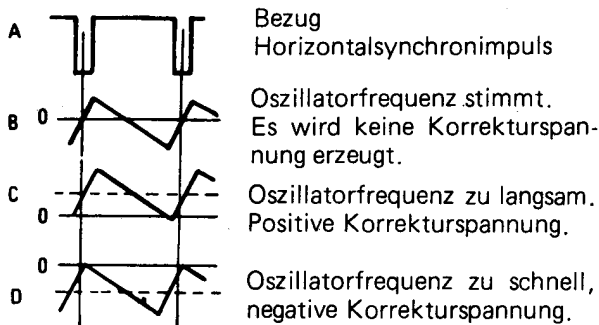 A
Bezug
Horizontalsynchronimpuls
B 0
Oszillatorfrequenz stimmt.
Es wird keine Korrekturspan-
nung erzeugt.
C
0
Oszillatorfrequenz zu langsam.
Positive Korrekturspannung.
0
D
Oszillatorfrequenz zu schnell,
negative Korrekturspannung.